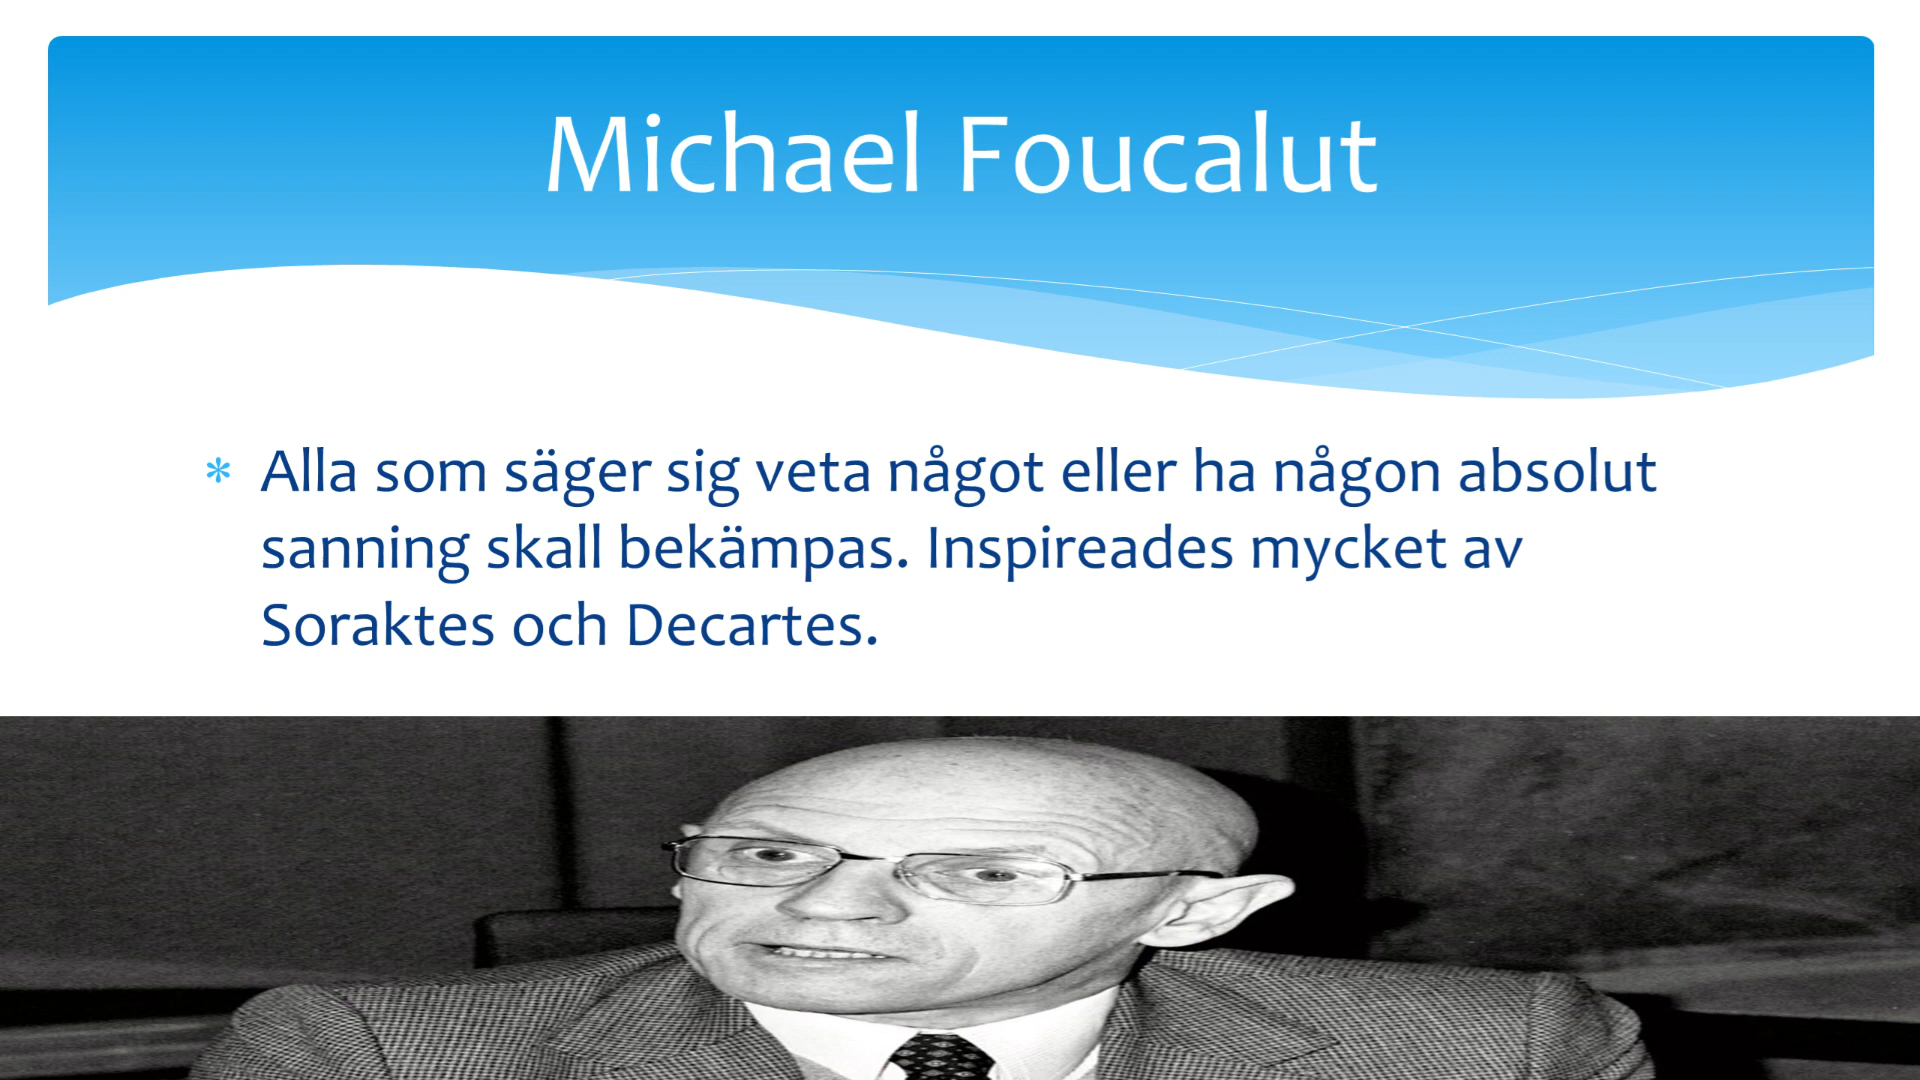 Michael Foucalut
* Alla som säger sig veta något eller ha någon absolut
sanning skall bekämpas. Inspireades mycket av
Soraktes och Decartes.